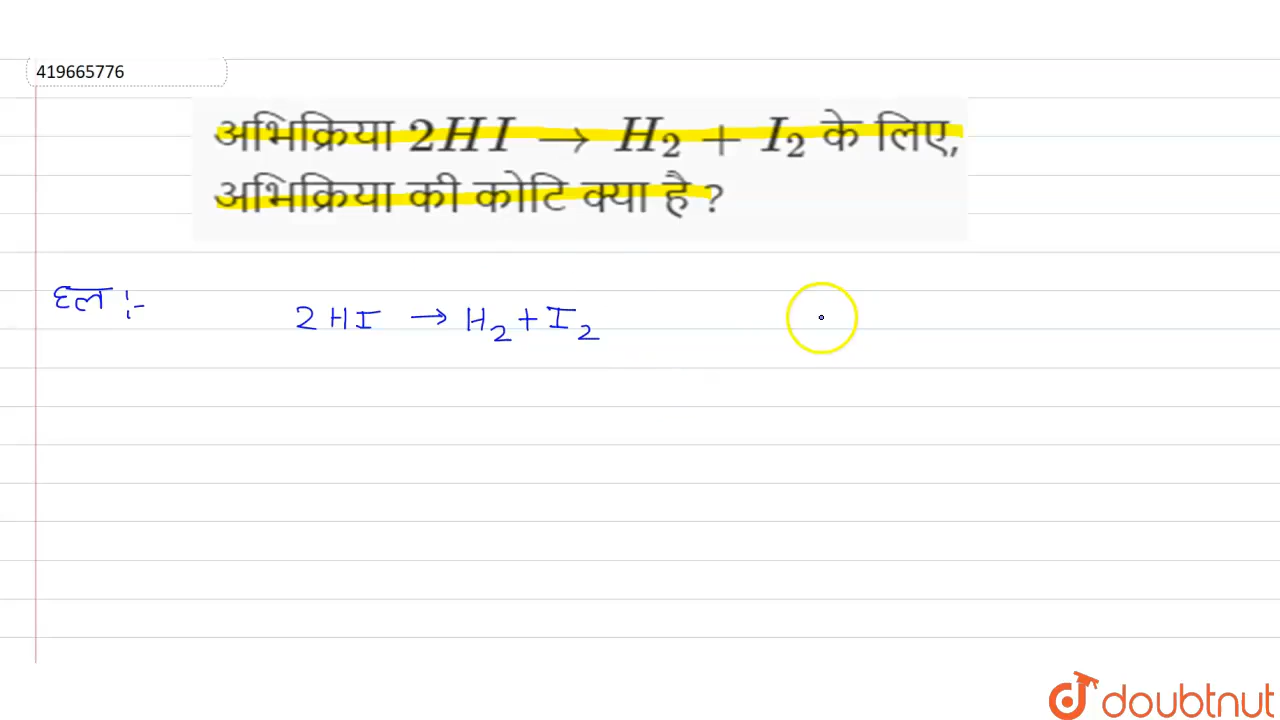 419665776
अभिक्रिया 2HI → H₂ + I₂ के लिए,
अभिक्रिया की कोटि क्या है ?
हल :-
2HI → H₂ + I₂
doubtnut